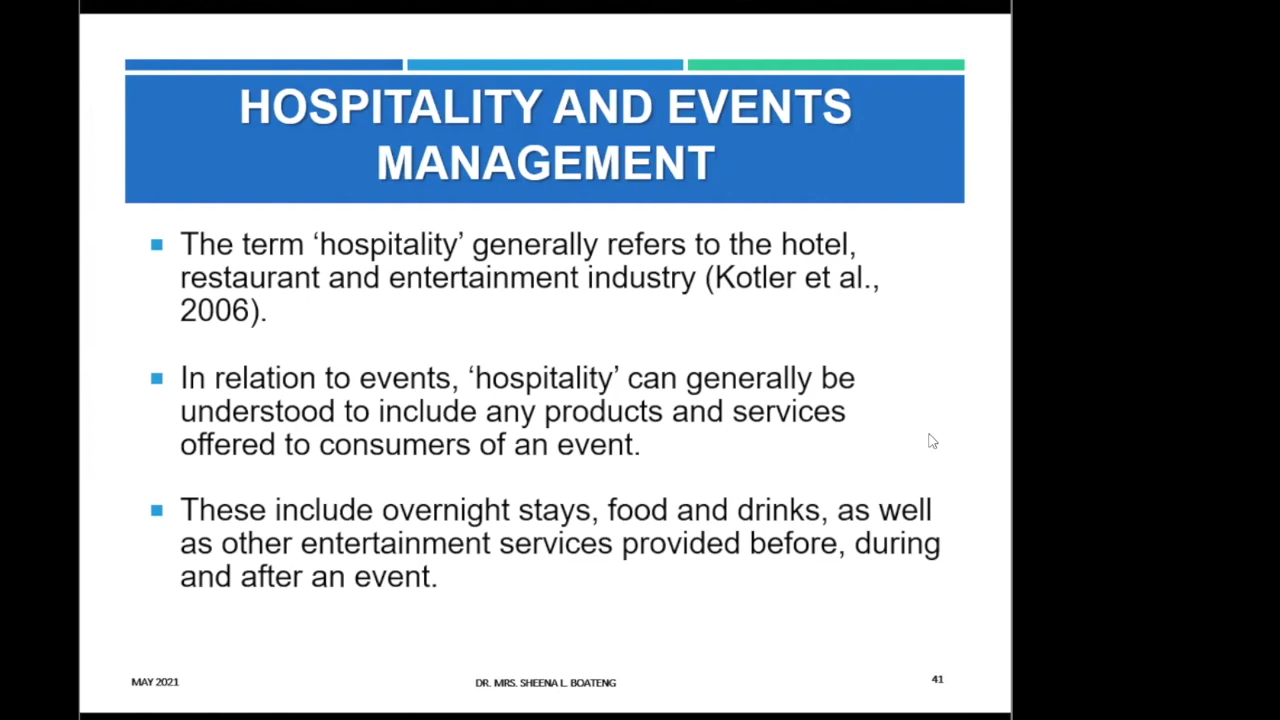 HOSPITALITY AND EVENTS
MANAGEMENT
The term ‘hospitality’ generally refers to the hotel,
restaurant and entertainment industry (Kotler et al.,
2006).
In relation to events, ‘hospitality’ can generally be
understood to include any products and services
offered to consumers of an event.
These include overnight stays, food and drinks, as well
as other entertainment services provided before, during
and after an event.
MAY 2021
DR. MRS. SHEENA L. BOATENG
41